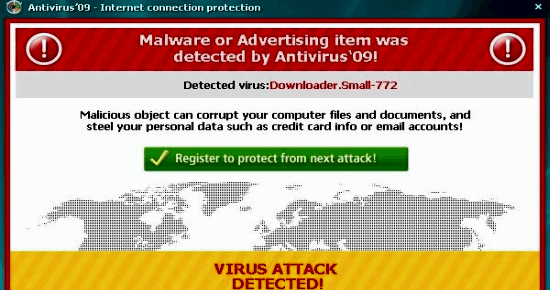 Antivirus'09 - Internet connection protection
Malware or Advertising item was
detected by Antivirus'09!
Detected virus:Downloader.Small-772
Malicious object can corrupt your computer files and documents, and
steel your personal data such as credit card info or email accounts!
Register to protect from next attack!
VIRUS ATTACK
DETECTED!